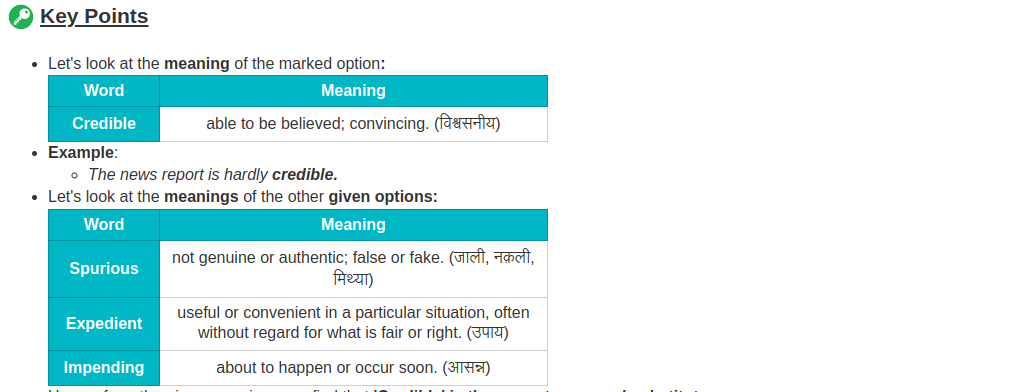 Key Points
Let's look at the meaning of the marked option:
Word Meaning
Credible able to be believed; convincing. (विश्वसनीय)
Example:
The news report is hardly credible.
Let's look at the meanings of the other given options:
Word Meaning
Spurious not genuine or authentic; false or fake. (जाली, नक़ली,
मिथ्या)
Expedient useful or convenient in a particular situation, often
without regard for what is fair or right. (उपाय)
Impending about to happen or occur soon. (आसन्न)